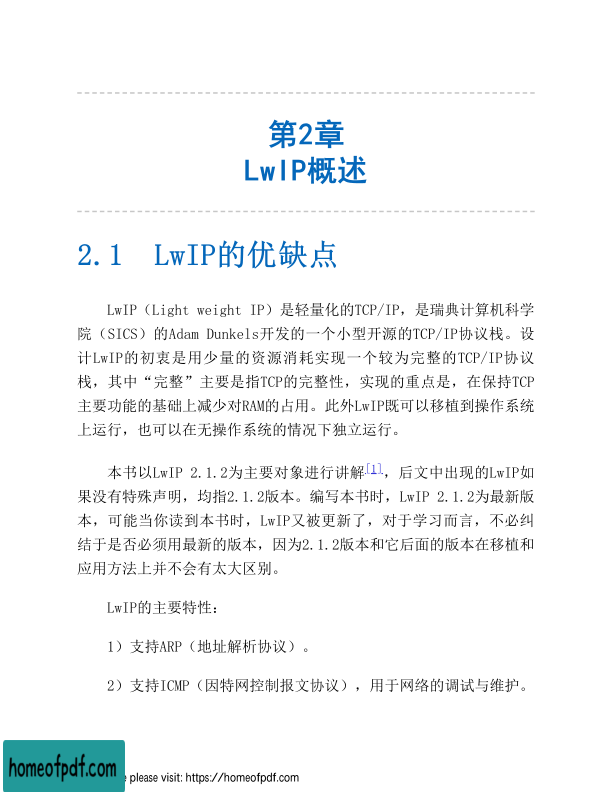 第2章
LwIP概述
2.1 LwIP的优缺点
LwIP（Light weight IP）是轻量化的TCP/IP，是瑞典计算机科学
院（SICS）的Adam Dunkels开发的一个小型开源的TCP/IP协议栈。设
计LwIP的初衷是用少量的资源消耗实现一个较为完整的TCP/IP协议
栈，其中“完整”主要是指TCP的完整性，实现的重点是，在保持TCP
主要功能的基础上减少对RAM的占用。此外LwIP既可以移植到操作系统
上运行，也可以在无操作系统的情况下独立运行。
本书以LwIP 2.1.2为主要对象进行讲解[1]，后文中出现的LwIP如
果没有特殊声明，均指2.1.2版本。编写本书时，LwIP 2.1.2为最新版
本，可能当你读到本书时，LwIP又被更新了，对于学习而言，不必纠
结于是否必须用最新的版本，因为2.1.2版本和它后面的版本在移植和
应用方法上并不会有太大区别。
LwIP的主要特性：
1）支持ARP（地址解析协议）。
2）支持ICMP（因特网控制报文协议），用于网络的调试与维护。
homeofpdf.com
please visit: https://homeofpdf.com